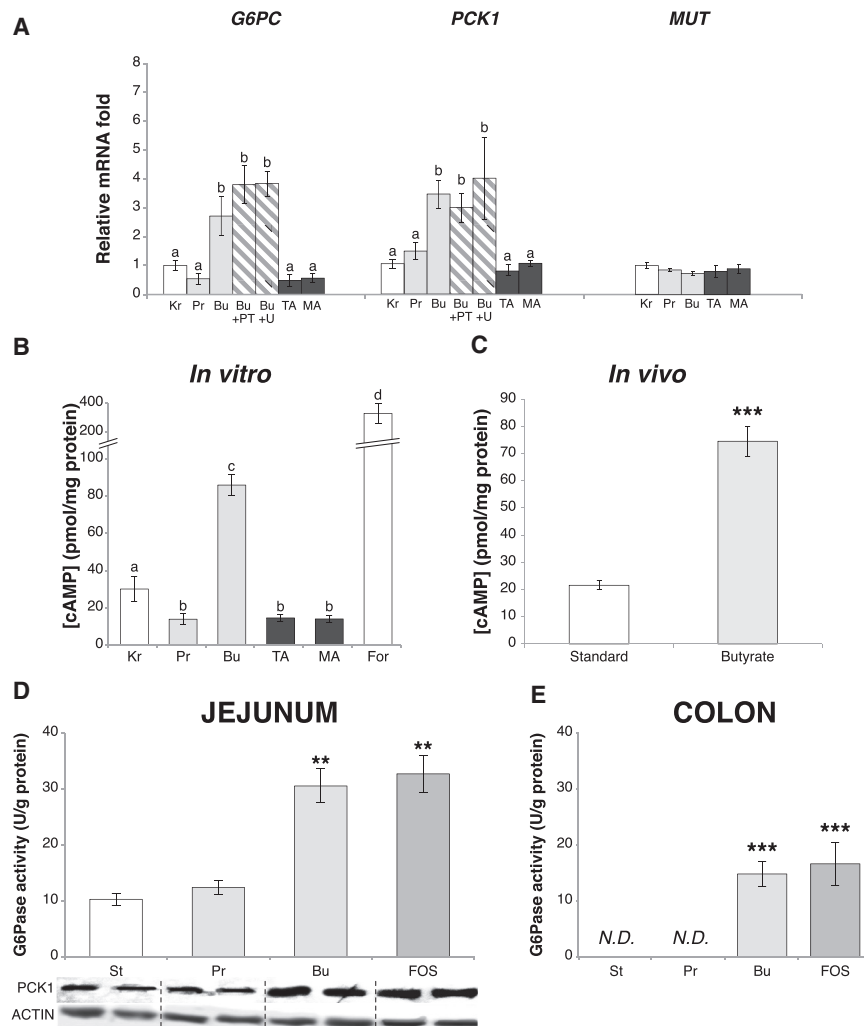 A
G6PC PCK1 MUT
Relative mRNA fold
8
7
6
5
4
3
2
1
0
a a b b b a a
a a b b b a a
Kr Pr Bu Bu Bu TA MA
+PT +U
Kr Pr Bu Bu Bu TA MA
+PT +U
Kr Pr Bu TA MA
B
In vitro
[cAMP] (pmol/mg protein)
400
200
100
80
60
40
20
0
a b c b b d
Kr Pr Bu TA MA For
C
In vivo
[cAMP] (pmol/mg protein)
90
80
70
60
50
40
30
20
10
0
***
Standard Butyrate
D
JEJUNUM
G6Pase activity (U/g protein)
40
30
20
10
0
** **
St Pr Bu FOS
PCK1
ACTIN
E
COLON
G6Pase activity (U/g protein)
40
30
20
10
0
N.D. N.D. *** ***
St Pr Bu FOS